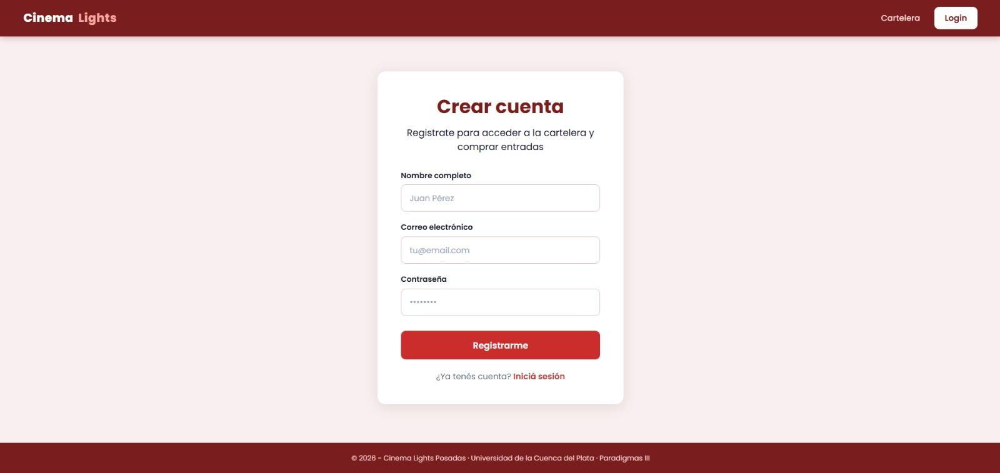 Cinema Lights
Cartelera
Login
Crear cuenta
Registrate para acceder a la cartelera y
comprar entradas
Nombre completo
Juan Pérez
Correo electrónico
tu@email.com
Contraseña
••••••••
Registrarme
¿Ya tenés cuenta? Iniciá sesión
© 2026 - Cinema Lights Posadas · Universidad de la Cuenca del Plata · Paradigmas III